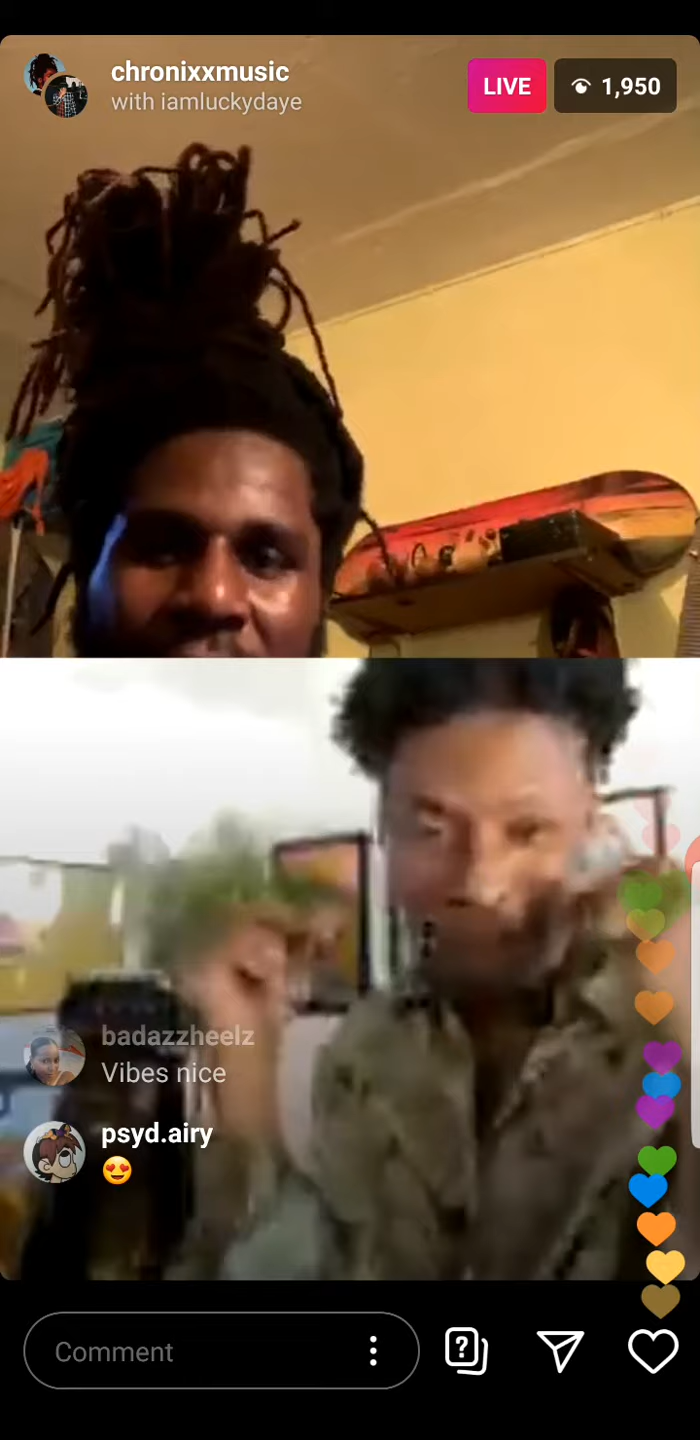 chronixxmusic
with iamluckydaye
LIVE
1,950
badazzheelz
Vibes nice
psyd.airy
😍
Comment